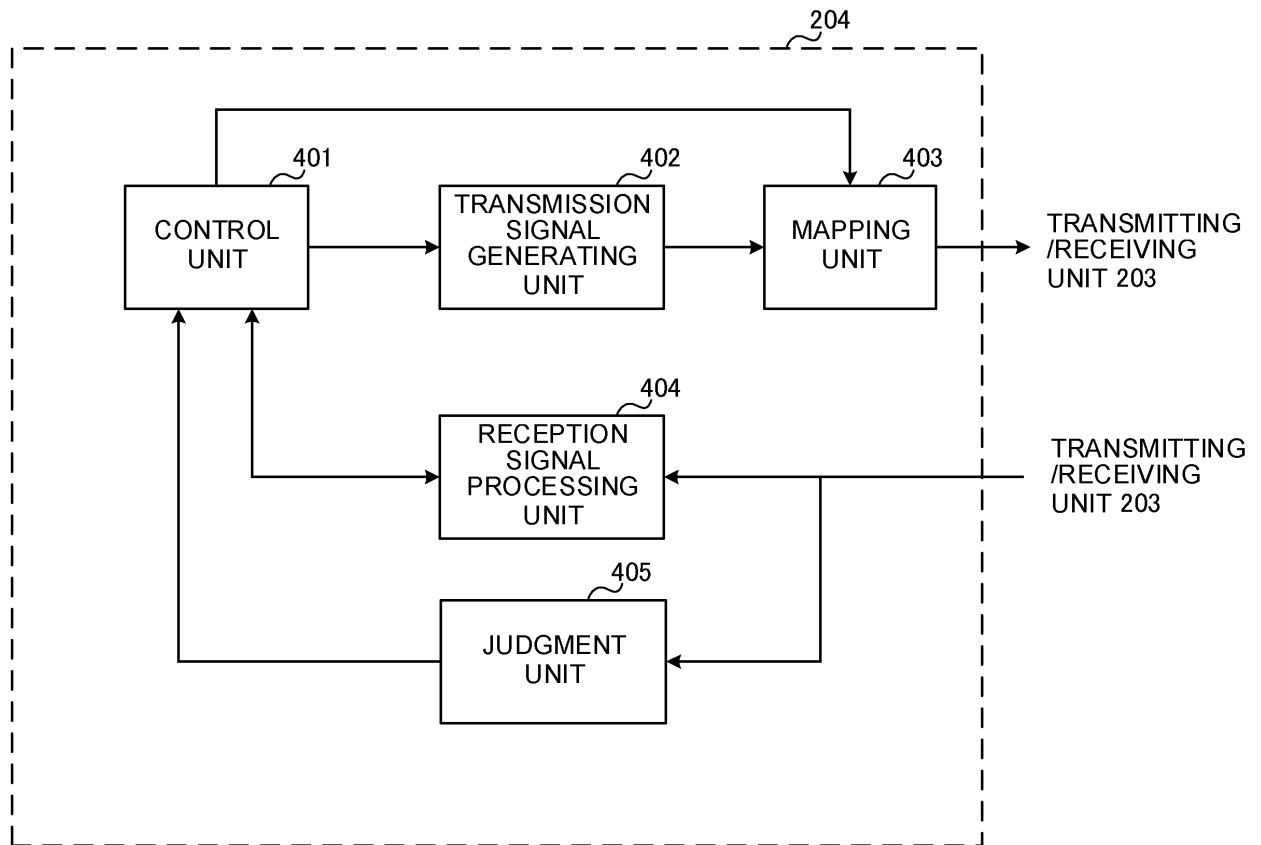 204
401
CONTROL
UNIT
402
TRANSMISSION
SIGNAL
GENERATING
UNIT
403
MAPPING
UNIT
TRANSMITTING
/RECEIVING
UNIT 203
404
RECEPTION
SIGNAL
PROCESSING
UNIT
TRANSMITTING
/RECEIVING
UNIT 203
405
JUDGMENT
UNIT